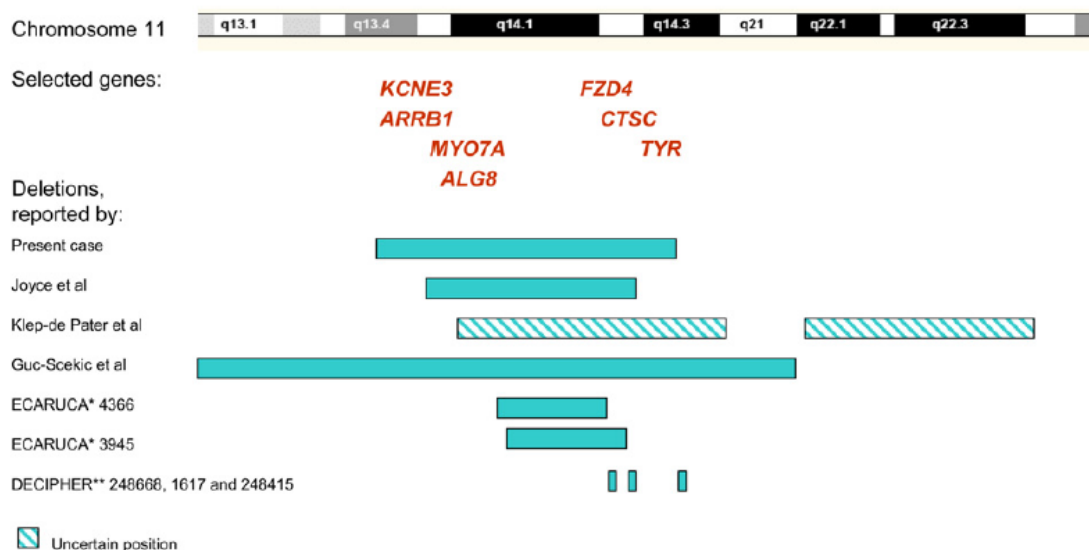 Chromosome 11 q13.1 q13.4 q14.1 q14.3 q21 q22.1 q22.3
Selected genes:
KCNE3 FZD4
ARRB1 CTSC
MYO7A TYR
ALG8
Deletions,
reported by:
Present case
Joyce et al
Klep-de Pater et al
Guc-Scekic et al
ECARUCA* 4366
ECARUCA* 3945
DECIPHER** 248668, 1617 and 248415
Uncertain position